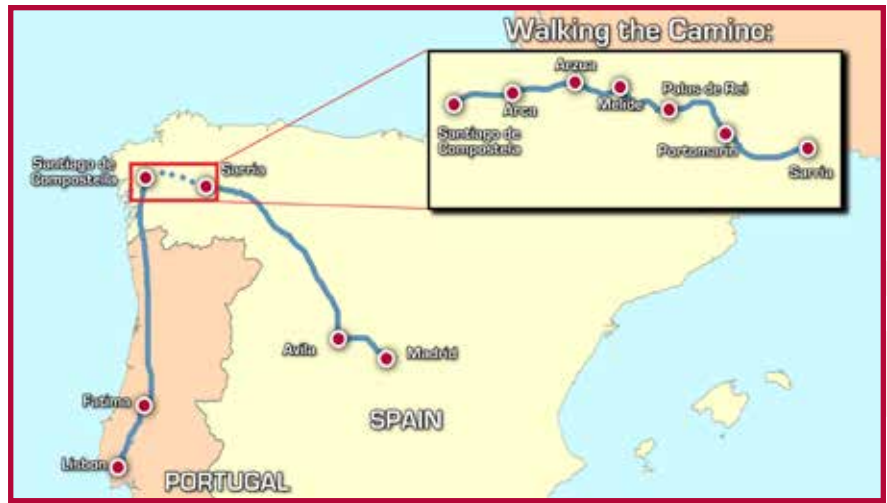 Walking the Camino:
Arzua
Palas de Rei
Arca
Melide
Santiago de
Compostela
Portomarin
Sarria
Santiago de
Compostella
Sarria
Avila
Madrid
Fatima
SPAIN
Lisbon
PORTUGAL